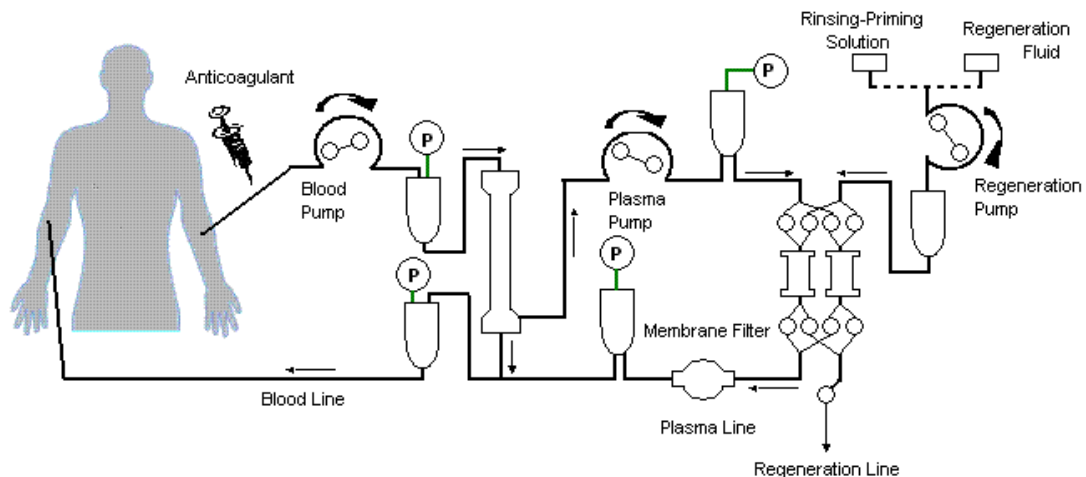 Rinsing-Priming
Solution
Regeneration
Fluid
Anticoagulant
P
P
Blood
Pump
Plasma
Pump
Regeneration
Pump
P
P
Membrane Filter
Blood Line
Plasma Line
Regeneration Line